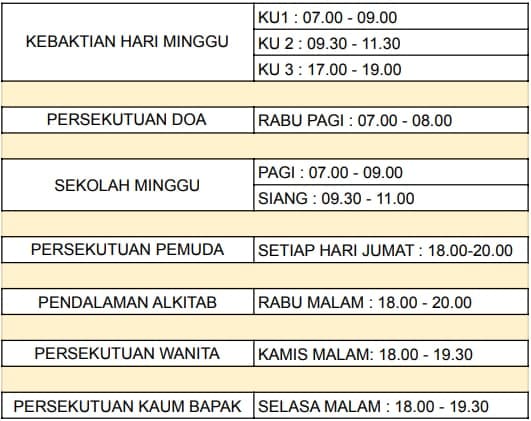 KEBAKTIAN HARI MINGGU
KU1 : 07.00 - 09.00
KU 2 : 09.30 - 11.30
KU 3 : 17.00 - 19.00
PERSEKUTUAN DOA
RABU PAGI : 07.00 - 08.00
SEKOLAH MINGGU
PAGI : 07.00 - 09.00
SIANG : 09.30 - 11.00
PERSEKUTUAN PEMUDA
SETIAP HARI JUMAT : 18.00-20.00
PENDALAMAN ALKITAB
RABU MALAM : 18.00 - 20.00
PERSEKUTUAN WANITA
KAMIS MALAM: 18.00 - 19.30
PERSEKUTUAN KAUM BAPAK
SELASA MALAM : 18.00 - 19.30